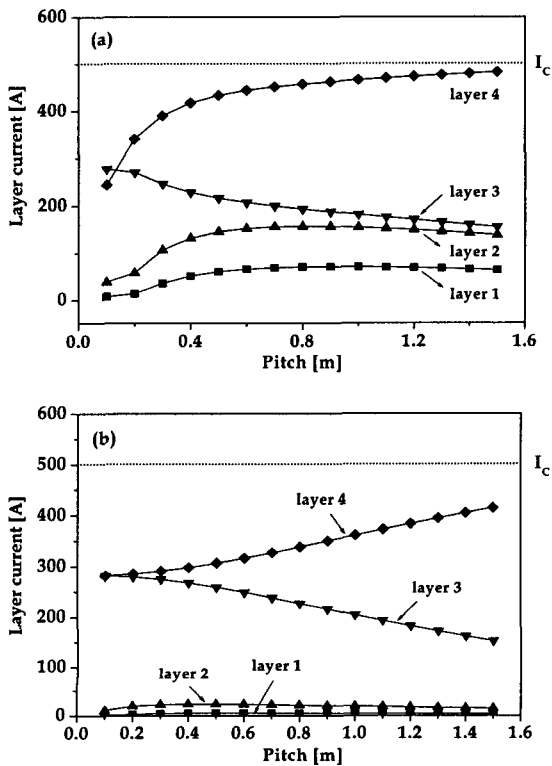 600
(a)
I_C
400
layer 4
Layer current [A]
layer 3
200
layer 2
layer 1
0
0.0 0.4 0.8 1.2 1.6
Pitch [m]
600
(b)
I_C
500
layer 4
400
Layer current [A]
300
layer 3
200
100
layer 2 layer 1
0
0.0 0.2 0.4 0.6 0.8 1.0 1.2 1.4 1.6
Pitch [m]